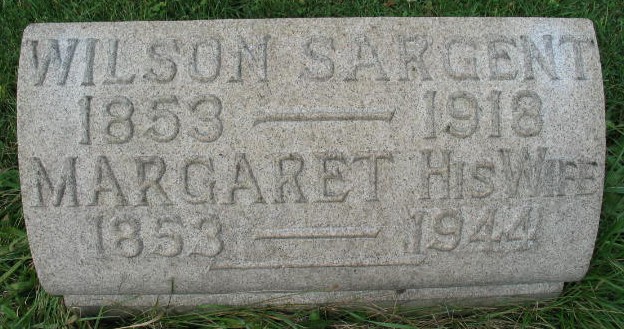 WILSON SARGENT
1853 — 1918
MARGARET HIS WIFE
1853 — 1944